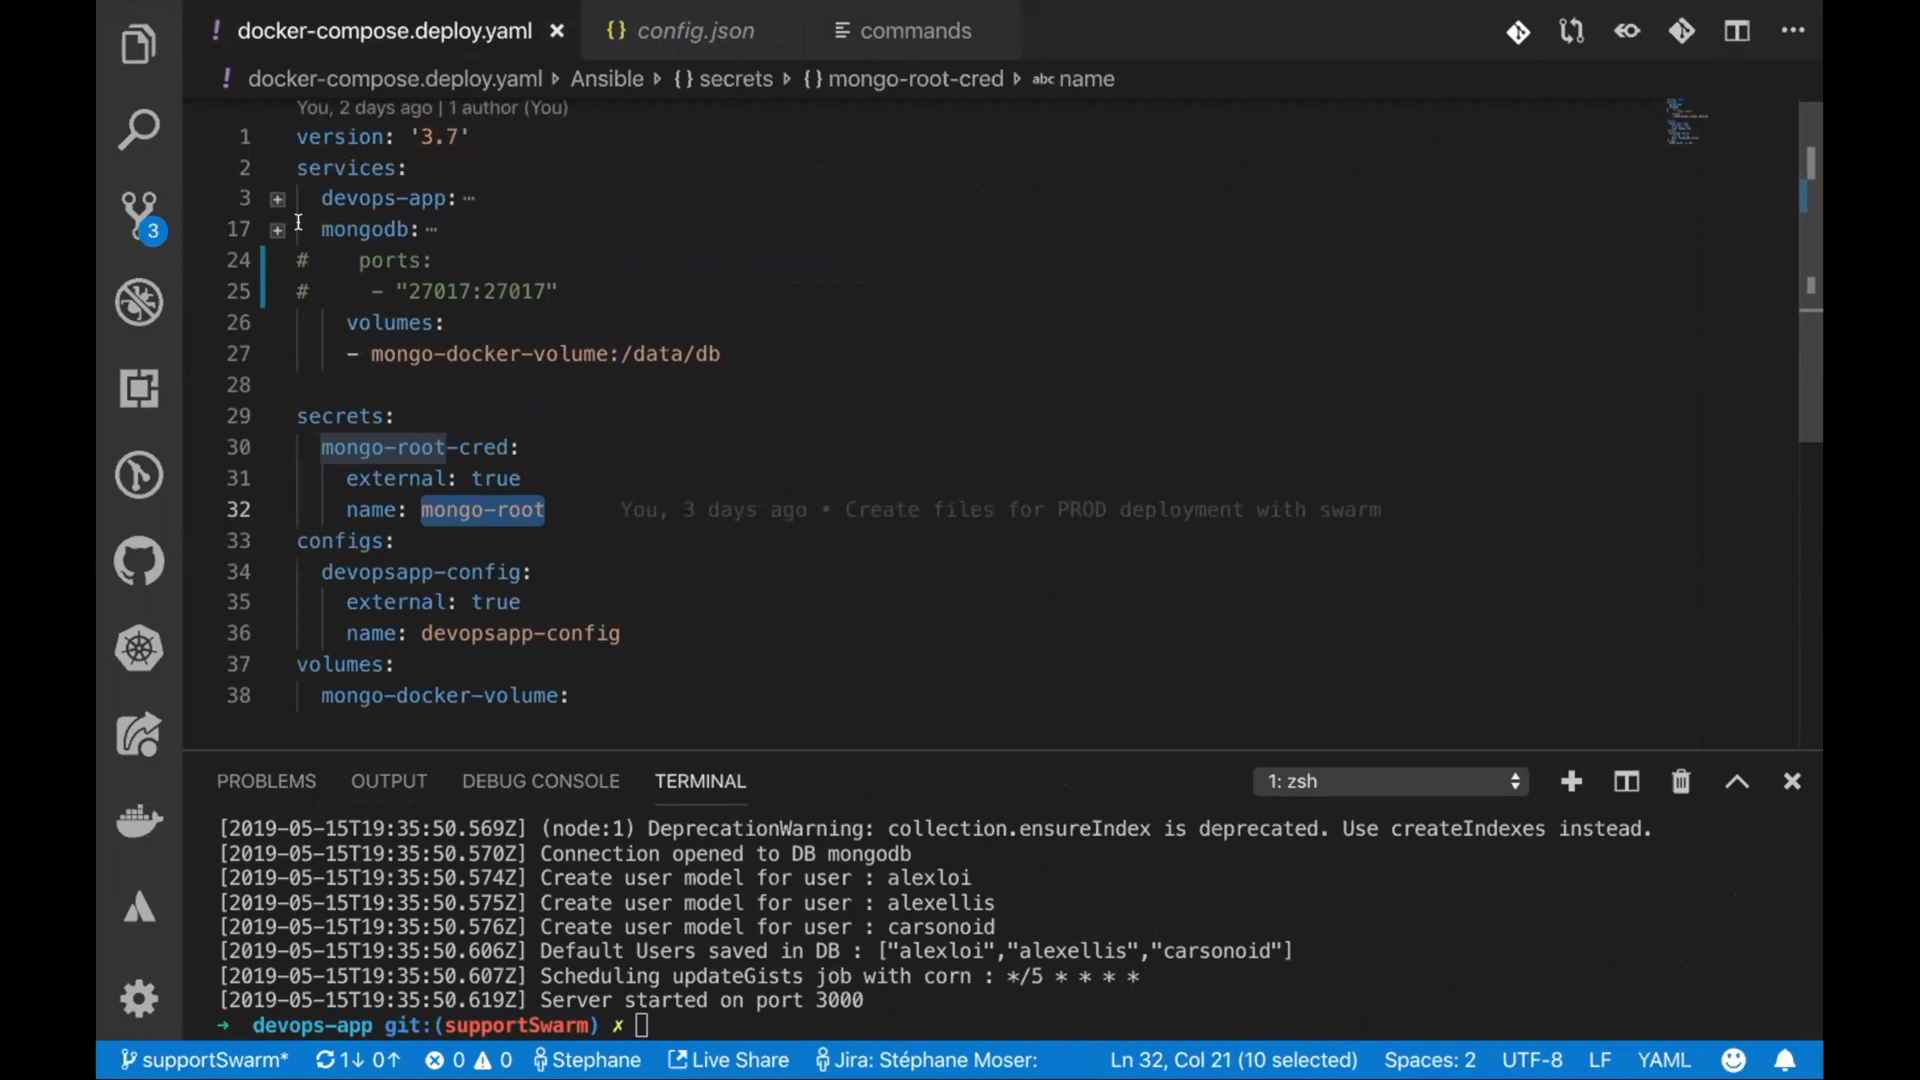 docker-compose.deploy.yaml × {} config.json commands
! docker-compose.deploy.yaml Ansible {} secrets {} mongo-root-cred abc name
You, 2 days ago | 1 author (You)
1 version: '3.7'
2 services:
3 devops-app: ⋯
17 mongodb: ⋯
24 # ports:
25 # - "27017:27017"
26 volumes:
27 - mongo-docker-volume:/data/db
28
29 secrets:
30 mongo-root-cred:
31 external: true
32 name: mongo-root You, 3 days ago • Create files for PROD deployment with swarm
33 configs:
34 devopsapp-config:
35 external: true
36 name: devopsapp-config
37 volumes:
38 mongo-docker-volume:
3
PROBLEMS OUTPUT DEBUG CONSOLE TERMINAL 1: zsh
[2019-05-15T19:35:50.569Z] (node:1) DeprecationWarning: collection.ensureIndex is deprecated. Use createIndexes instead.
[2019-05-15T19:35:50.570Z] Connection opened to DB mongodb
[2019-05-15T19:35:50.574Z] Create user model for user : alexloi
[2019-05-15T19:35:50.575Z] Create user model for user : alexellis
[2019-05-15T19:35:50.576Z] Create user model for user : carsonoid
[2019-05-15T19:35:50.606Z] Default Users saved in DB : ["alexloi","alexellis","carsonoid"]
[2019-05-15T19:35:50.607Z] Scheduling updateGists job with corn : */5 * * * *
[2019-05-15T19:35:50.619Z] Server started on port 3000
→ devops-app git:(supportSwarm) ✗
supportSwarm* 1↓ 0↑ 0 0 Stephane Live Share Jira: Stéphane Moser: Ln 32, Col 21 (10 selected) Spaces: 2 UTF-8 LF YAML